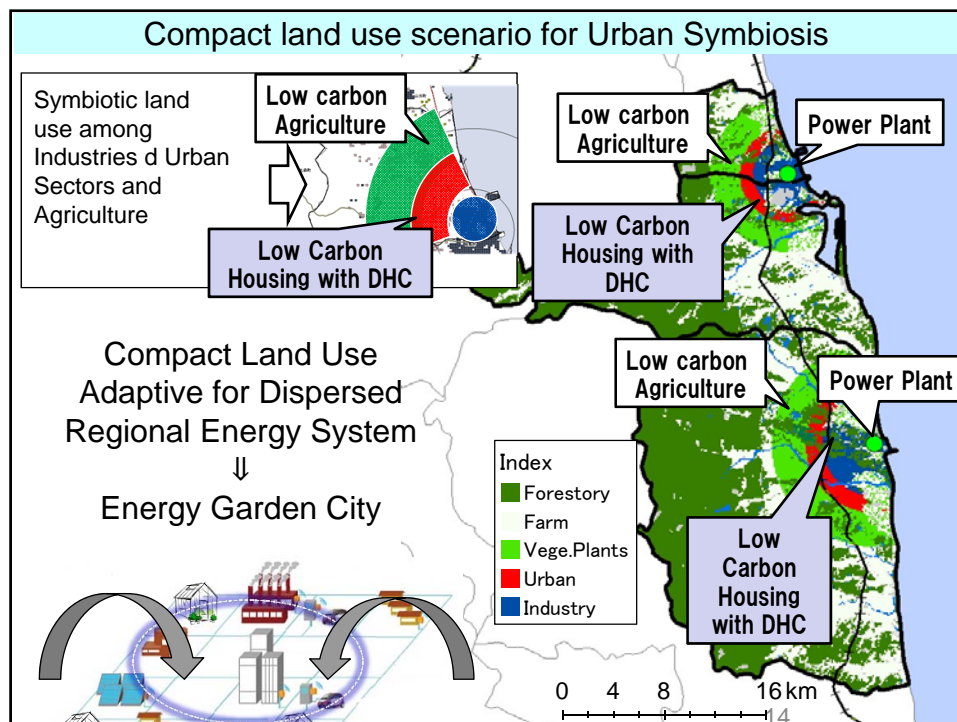 Compact land use scenario for Urban Symbiosis
Symbiotic land
use among
Industries d Urban
Sectors and
Agriculture
Low carbon
Agriculture
Low Carbon
Housing with DHC
Low carbon
Agriculture
Power Plant
Low Carbon
Housing with
DHC
Low carbon
Agriculture
Power Plant
Low
Carbon
Housing
with DHC
Compact Land Use
Adaptive for Dispersed
Regional Energy System
⇓
Energy Garden City
Index
Forestory
Farm
Vege.Plants
Urban
Industry
0 4 8 16 km
14